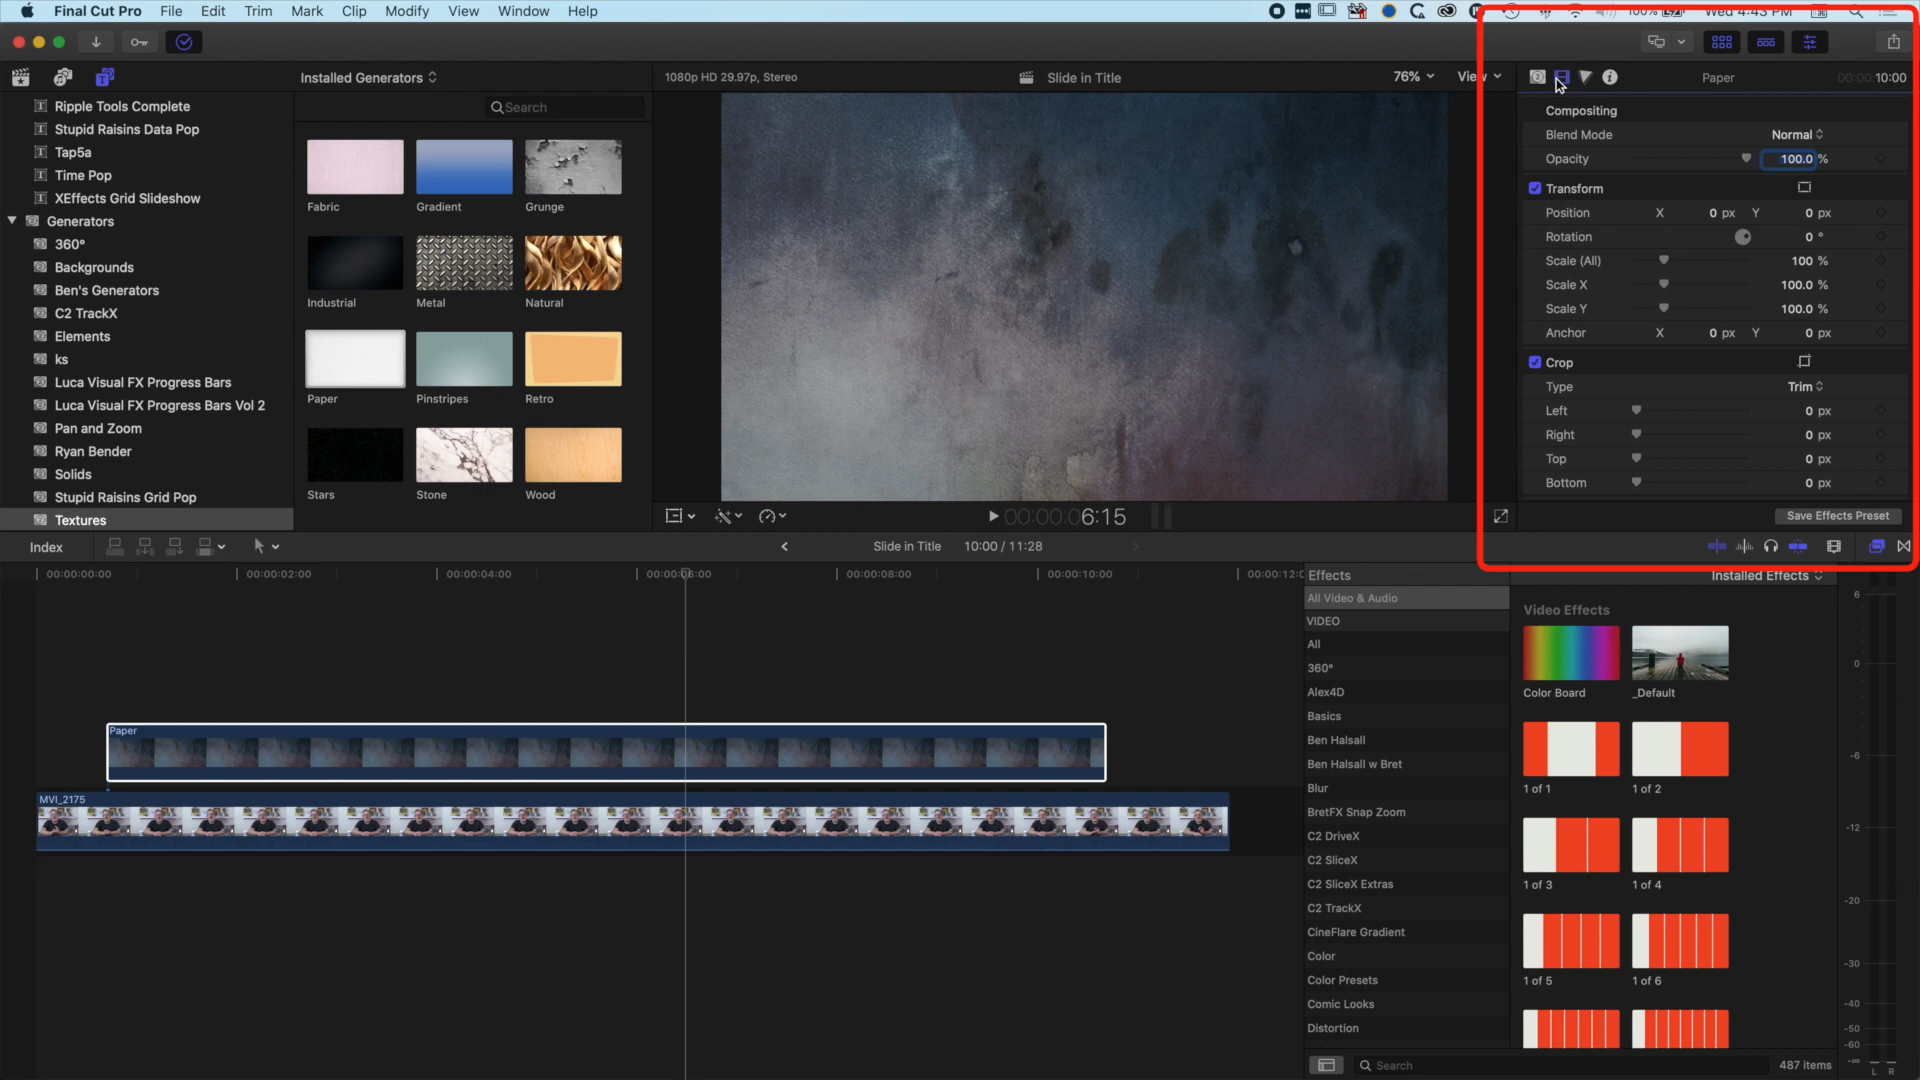 Final Cut Pro File Edit Trim Mark Clip Modify View Window Help 100% Wed 4:43 PM
Installed Generators
1080p HD 29.97p, Stereo
Slide in Title
76%
View
Paper
00:00:10:00
Ripple Tools Complete
Stupid Raisins Data Pop
Tap5a
Time Pop
XEffects Grid Slideshow
Generators
360°
Backgrounds
Ben's Generators
C2 TrackX
Elements
ks
Luca Visual FX Progress Bars
Luca Visual FX Progress Bars Vol 2
Pan and Zoom
Ryan Bender
Solids
Stupid Raisins Grid Pop
Textures
Search
Fabric
Gradient
Grunge
Industrial
Metal
Natural
Paper
Pinstripes
Retro
Stars
Stone
Wood
Compositing
Blend Mode Normal
Opacity 100.0 %
Transform
Position X 0 px Y 0 px
Rotation 0 °
Scale (All) 100 %
Scale X 100.0 %
Scale Y 100.0 %
Anchor X 0 px Y 0 px
Crop
Type Trim
Left 0 px
Right 0 px
Top 0 px
Bottom 0 px
Save Effects Preset
00:00:06:15
Index
Slide in Title 10:00 / 11:28
00:00:00:00
00:00:02:00
00:00:04:00
00:00:06:00
00:00:08:00
00:00:10:00
00:00:12:0
Paper
MVI_2175
Effects
Installed Effects
All Video & Audio
VIDEO
All
360°
Alex4D
Basics
Ben Halsall
Ben Halsall w Bret
Blur
BretFX Snap Zoom
C2 DriveX
C2 SliceX
C2 SliceX Extras
C2 TrackX
CineFlare Gradient
Color
Color Presets
Comic Looks
Distortion
Video Effects
Color Board
_Default
1 of 1
1 of 2
1 of 3
1 of 4
1 of 5
1 of 6
Search
487 items
6
0
-6
-12
-20
-30
-40
-50
-60
-∞
L R